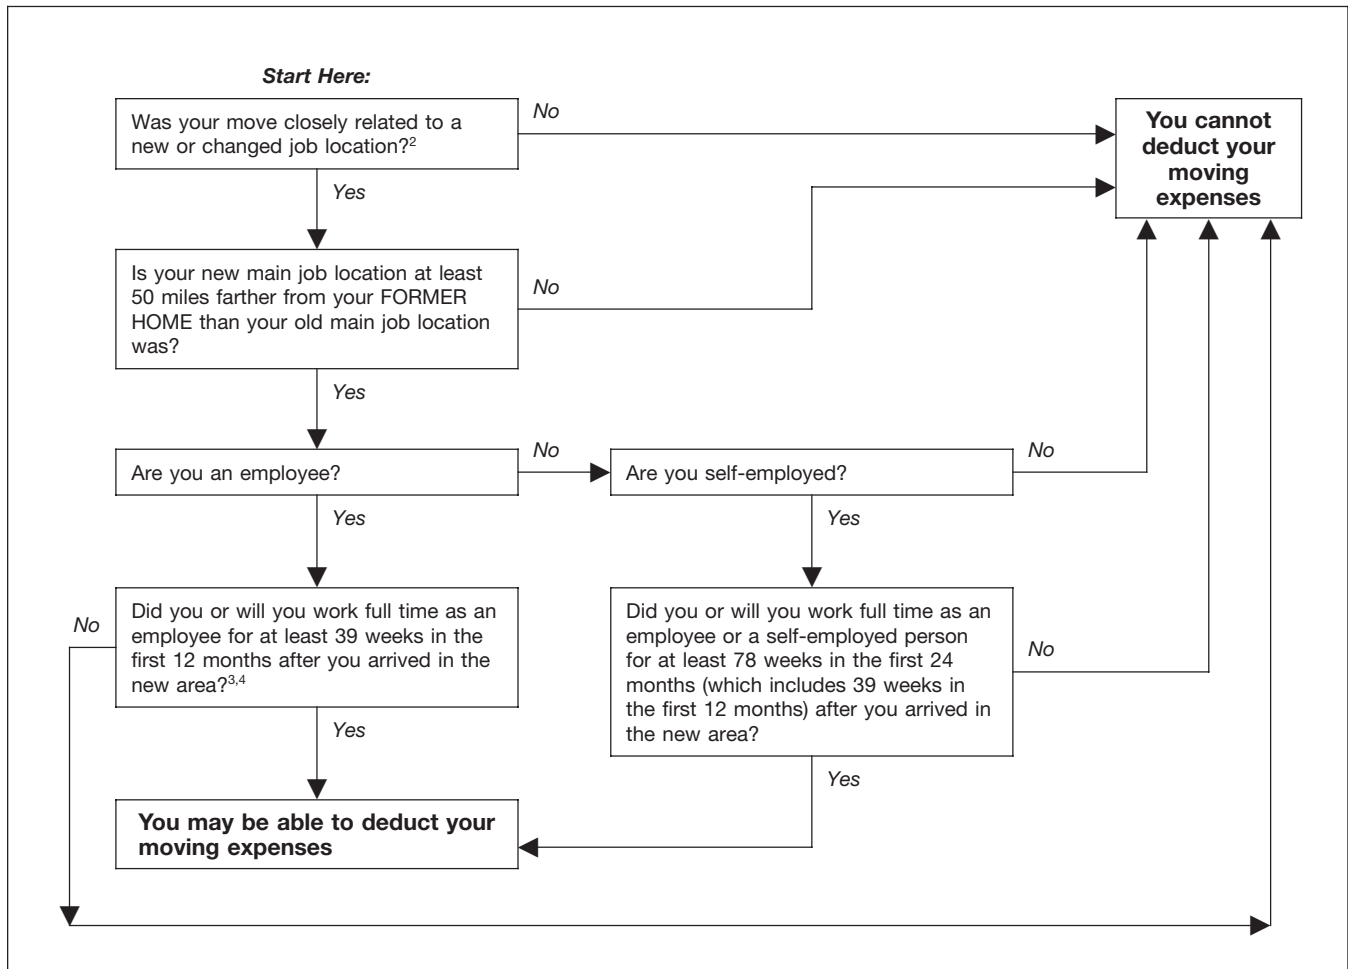 Start Here:
Was your move closely related to a
new or changed job location?2
No
You cannot
deduct your
moving
expenses
Yes
Is your new main job location at least
50 miles farther from your FORMER
HOME than your old main job location
was?
No
Yes
Are you an employee?
No
Are you self-employed?
No
Yes
Yes
No
Did you or will you work full time as an
employee for at least 39 weeks in the
first 12 months after you arrived in the
new area?3,4
Did you or will you work full time as an
employee or a self-employed person
for at least 78 weeks in the first 24
months (which includes 39 weeks in
the first 12 months) after you arrived in
the new area?
No
Yes
Yes
You may be able to deduct your
moving expenses